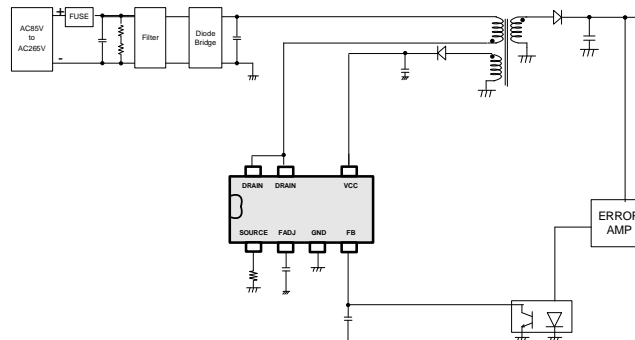 AC85V
to
AC265V
+
-
FUSE
Filter
Diode
Bridge
DRAIN DRAIN VCC
SOURCE FADJ GND FB
ERROR
AMP